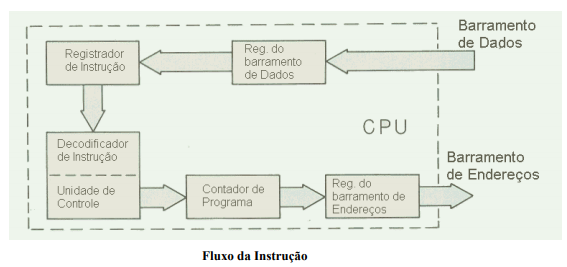 Barramento
de Dados
Registrador
de Instrução
Reg. do
barramento
de Dados
CPU
Decodificador
de Instrução
Unidade de
Controle
Contador de
Programa
Reg. do
barramento de
Endereços
Barramento
de Endereços
Fluxo da Instrução